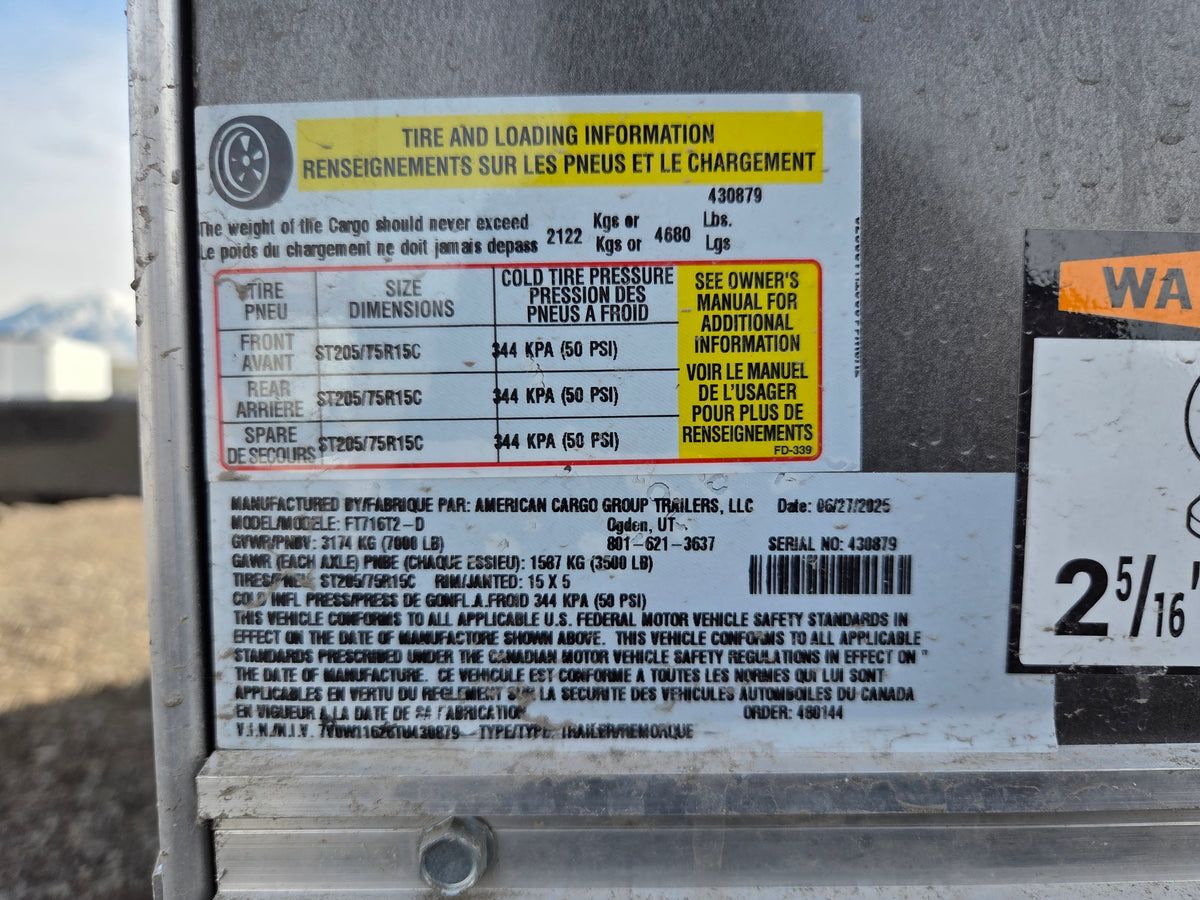 TIRE AND LOADING INFORMATION
RENSEIGNEMENTS SUR LES PNEUS ET LE CHARGEMENT
430879
The weight of the Cargo should never exceed 2122 Kgs or 4680 Lbs.
Le poids du chargement ne doit jamais depass Kgs or Lgs
TIRE PNEU
SIZE DIMENSIONS
COLD TIRE PRESSURE PRESSION DES PNEUS A FROID
FRONT AVANT ST205/75R15C 344 KPA (50 PSI)
REAR ARRIERE ST205/75R15C 344 KPA (50 PSI)
SPARE DE SECOURS ST205/75R15C 344 KPA (50 PSI)
SEE OWNER'S
MANUAL FOR
ADDITIONAL
INFORMATION
VOIR LE MANUEL
DE L'USAGER
POUR PLUS DE
RENSEIGNEMENTS
FD-339
MANUFACTURED BY/FABRIQUE PAR: AMERICAN CARGO GROUP TRAILERS, LLC Date: 06/27/2025
MODEL/MODELE: FT716T2-D Ogden, UT
GVWR/PNBV: 3174 KG (7000 LB) 801-621-3637 SERIAL NO: 430879
GAWR (EACH AXLE) PNBE (CHAQUE ESSIEU): 1587 KG (3500 LB)
TIRES/PNEU: ST205/75R15C RIM/JANTED: 15 X 5
COLD INFL PRESS/PRESS DE GONFL.A.FROID 344 KPA (50 PSI)
THIS VEHICLE CONFORMS TO ALL APPLICABLE U.S. FEDERAL MOTOR VEHICLE SAFETY STANDARDS IN
EFFECT ON THE DATE OF MANUFACTURE SHOWN ABOVE. THIS VEHICLE CONFORMS TO ALL APPLICABLE
STANDARDS PRESCRIBED UNDER THE CANADIAN MOTOR VEHICLE SAFETY REGULATIONS IN EFFECT ON
THE DATE OF MANUFACTURE. CE VEHICULE EST CONFORME A TOUTES LES NORMES QUI LUI SONT
APPLICABLES EN VERTU DU REGLEMENT SUR LA SECURITE DES VEHICULES AUTOMBOILES DU CANADA
EN VIGUEUR A LA DATE DE SA FABRICATION ORDER: 480144
V.I.N./N.I.V. TYPE/TYPE: TRAILER/REMORQUE
WA
2 5/16"